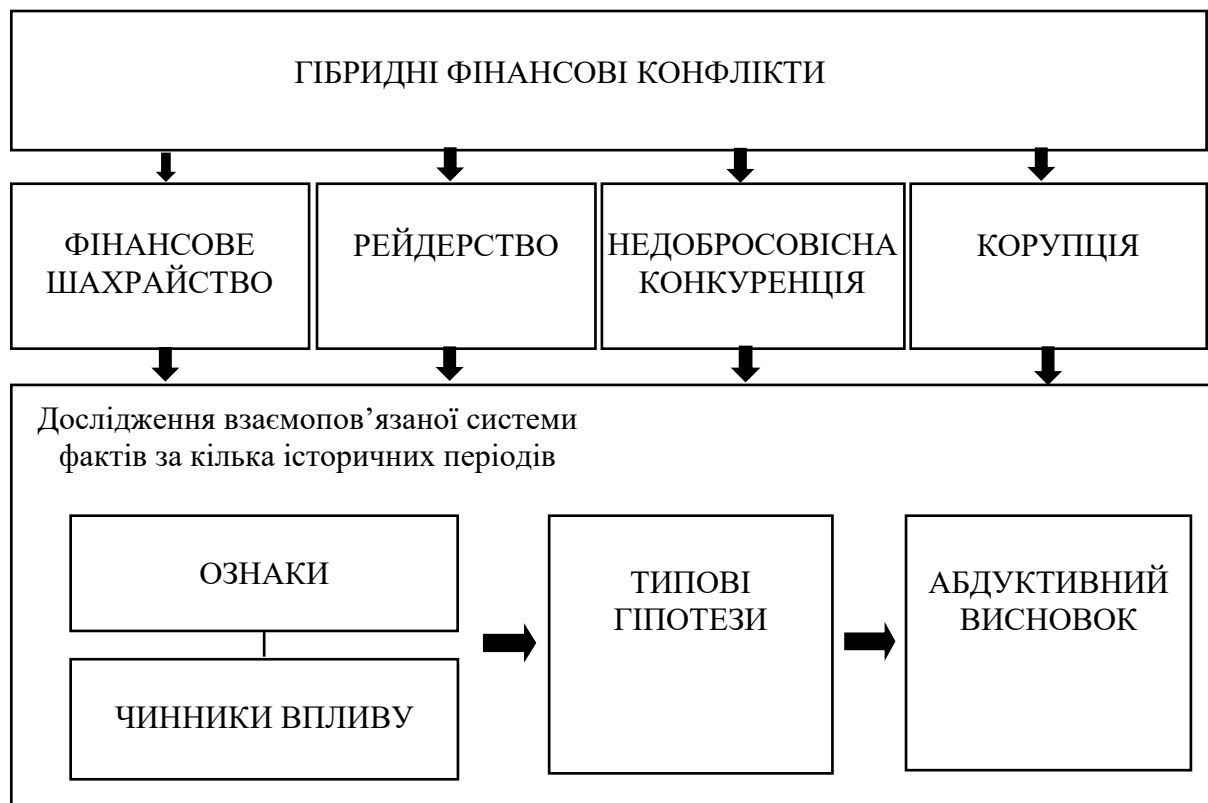 ГІБРИДНІ ФІНАНСОВІ КОНФЛІКТИ
ФІНАНСОВЕ
ШАХРАЙСТВО
РЕЙДЕРСТВО
НЕДОБРОСОВІСНА
КОНКУРЕНЦІЯ
КОРУПЦІЯ
Дослідження взаємопов’язаної системи
фактів за кілька історичних періодів
ОЗНАКИ
ЧИННИКИ ВПЛИВУ
ТИПОВІ
ГІПОТЕЗИ
АБДУКТИВНИЙ
ВИСНОВОК